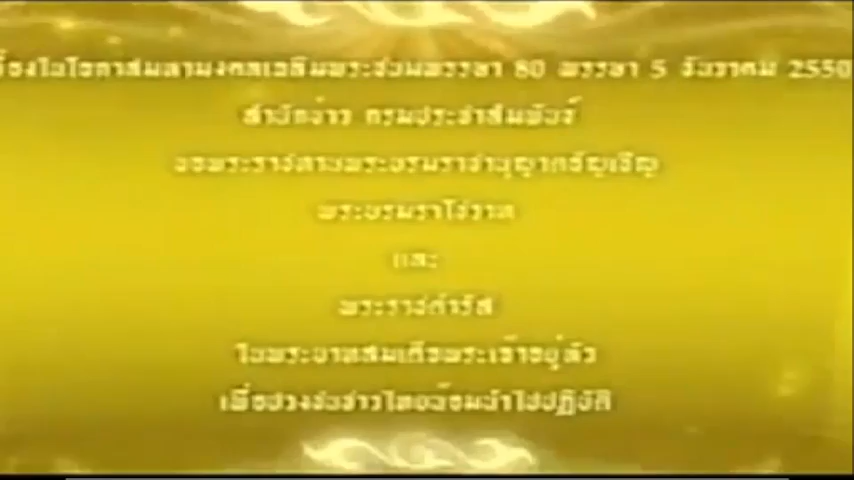 เนื่องในโอกาสมหามงคลเฉลิมพระชนมพรรษา 80 พรรษา 5 ธันวาคม 2550
สำนักข่าว กรมประชาสัมพันธ์
ขอพระราชทานพระบรมราชานุญาตอัญเชิญ
พระบรมราโชวาท
และ
พระราชดำรัส
ในพระบาทสมเด็จพระเจ้าอยู่หัว
เพื่อปวงชนชาวไทยน้อมนำไปปฏิบัติ